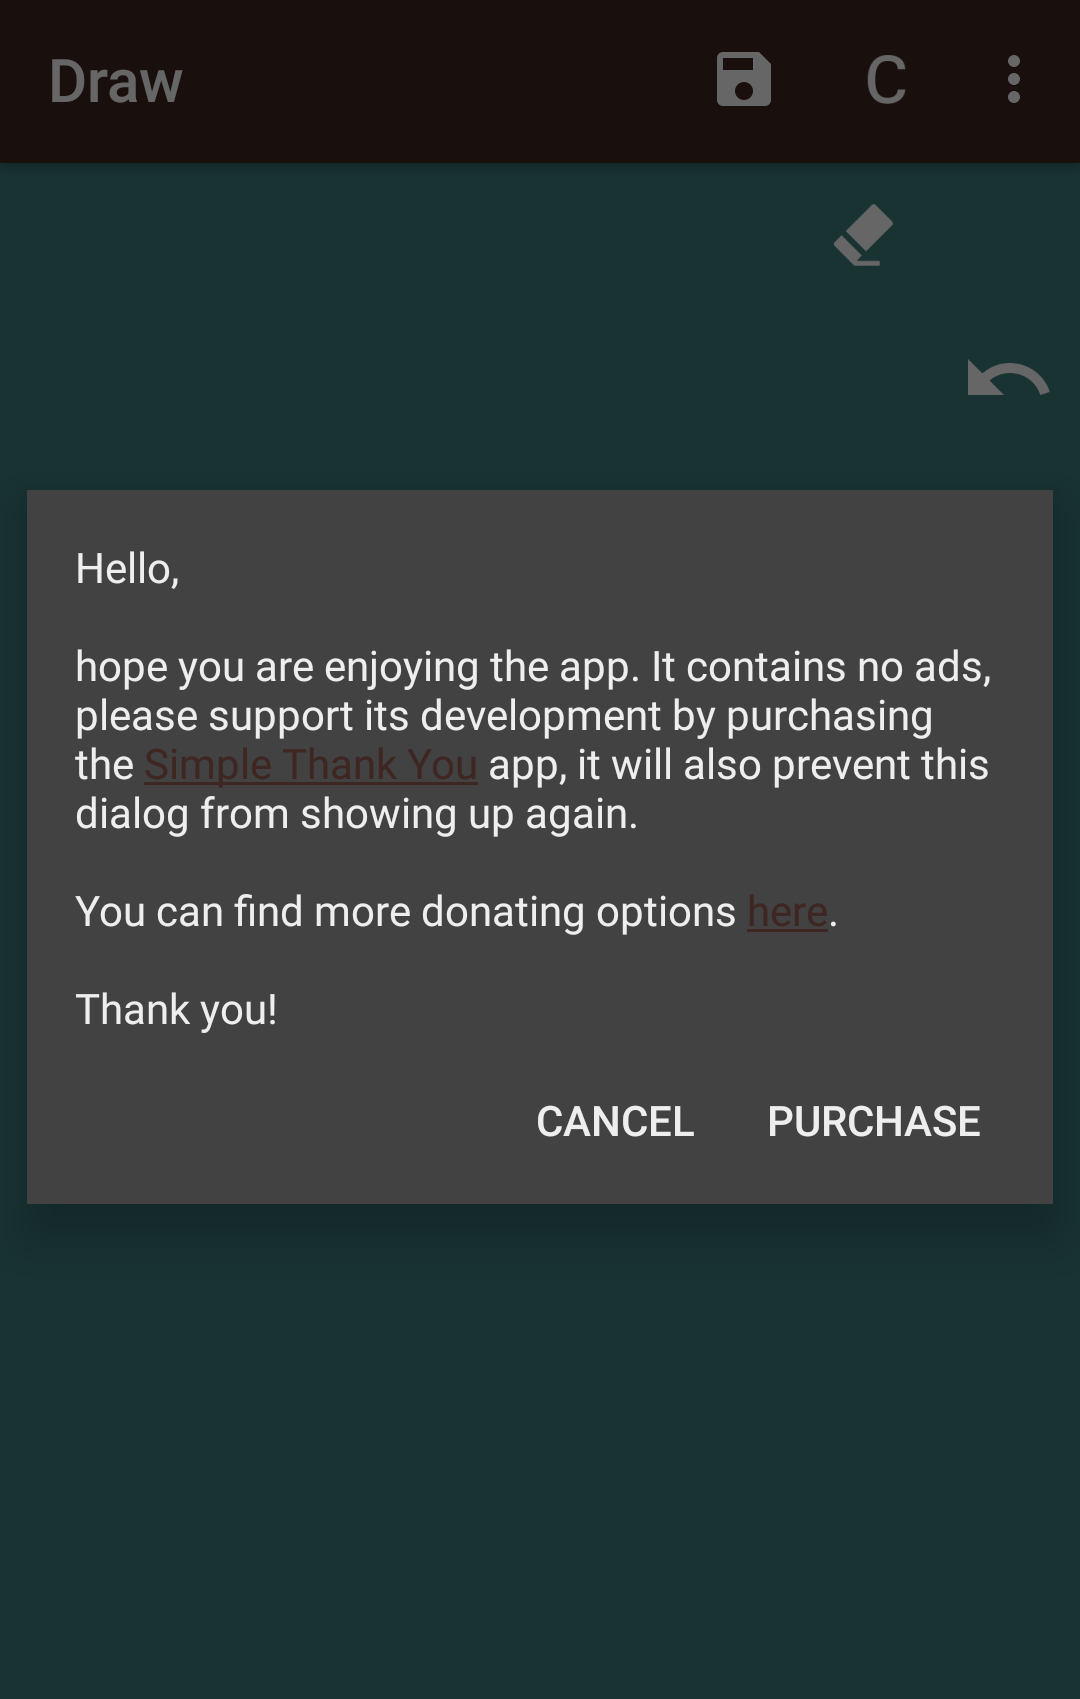 Draw C
Hello,
hope you are enjoying the app. It contains no ads,
please support its development by purchasing
the Simple Thank You app, it will also prevent this
dialog from showing up again.
You can find more donating options here.
Thank you!
CANCEL PURCHASE